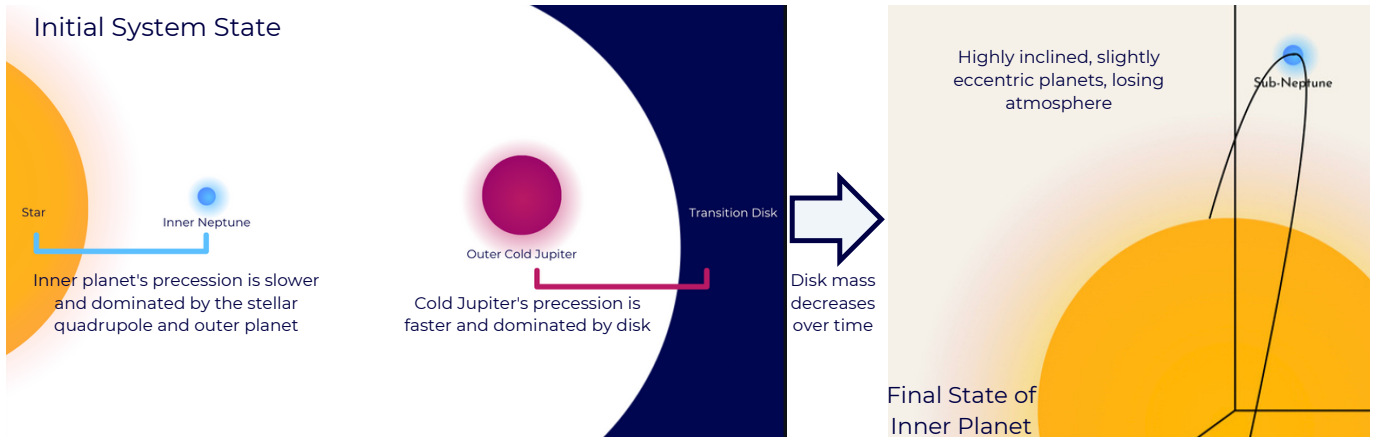 Initial System State
Star
Inner Neptune
Inner planet's precession is slower
and dominated by the stellar
quadrupole and outer planet
Outer Cold Jupiter
Cold Jupiter's precession is
faster and dominated by disk
Transition Disk
Disk mass
decreases
over time
Highly inclined, slightly
eccentric planets, losing
atmosphere
Sub-Neptune
Final State of
Inner Planet